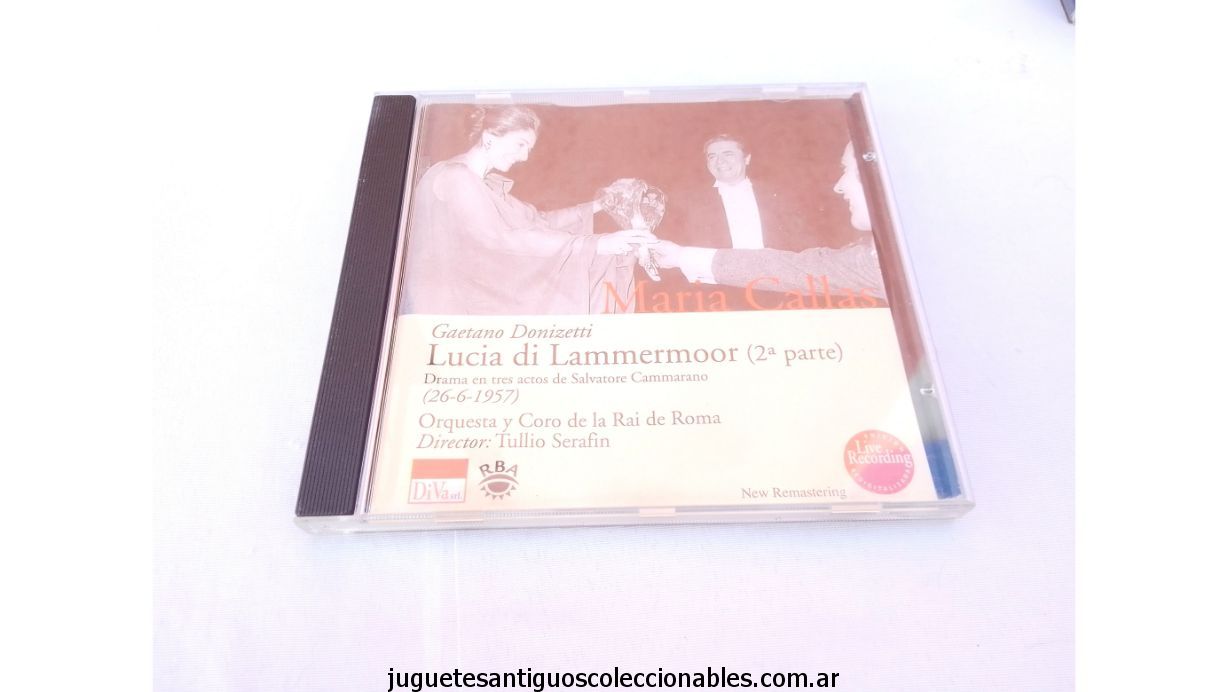 Maria Callas
Gaetano Donizetti
Lucia di Lammermoor (2ª parte)
Drama en tres actos de Salvatore Cammarano
(26-6-1957)
Orquesta y Coro de la Rai de Roma
Director: Tullio Serafin
DiVa srl.
RBA
New Remastering
Live
Recording
juguetesantiguoscoleccionables.com.ar